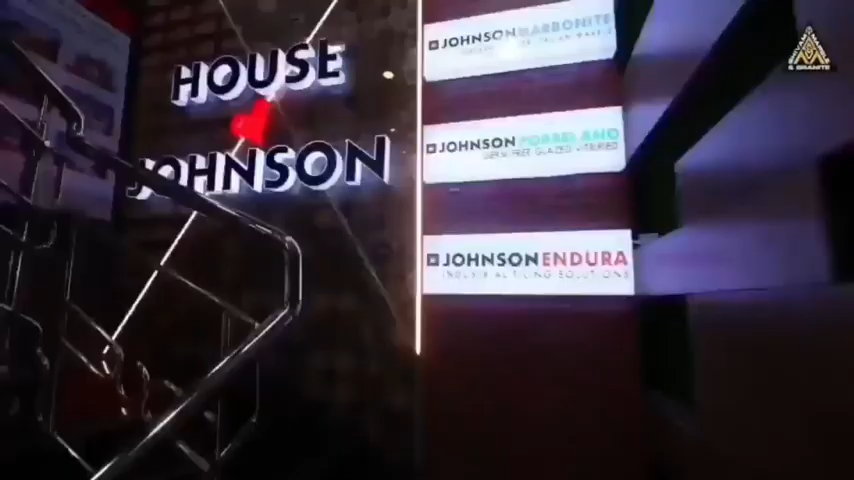 HOUSE
JOHNSON
JOHNSON MARBONITE
JOHNSON PORSELANO
GERM-FREE GLAZED VITRIFIED
JOHNSON ENDURA
INDUSTRIAL TILING SOLUTIONS
& GRANITE